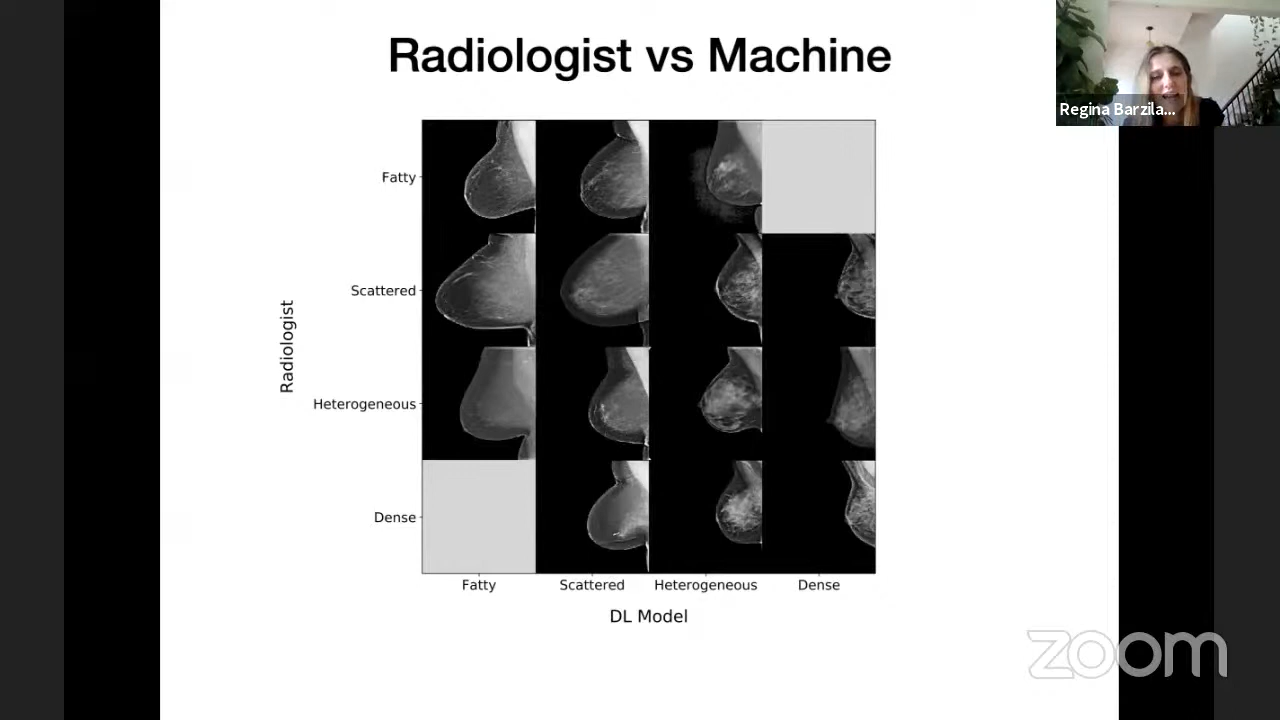 Radiologist vs Machine
Regina Barzila...
Fatty
Scattered
Radiologist
Heterogeneous
Dense
Fatty
Scattered
Heterogeneous
Dense
DL Model
zoom